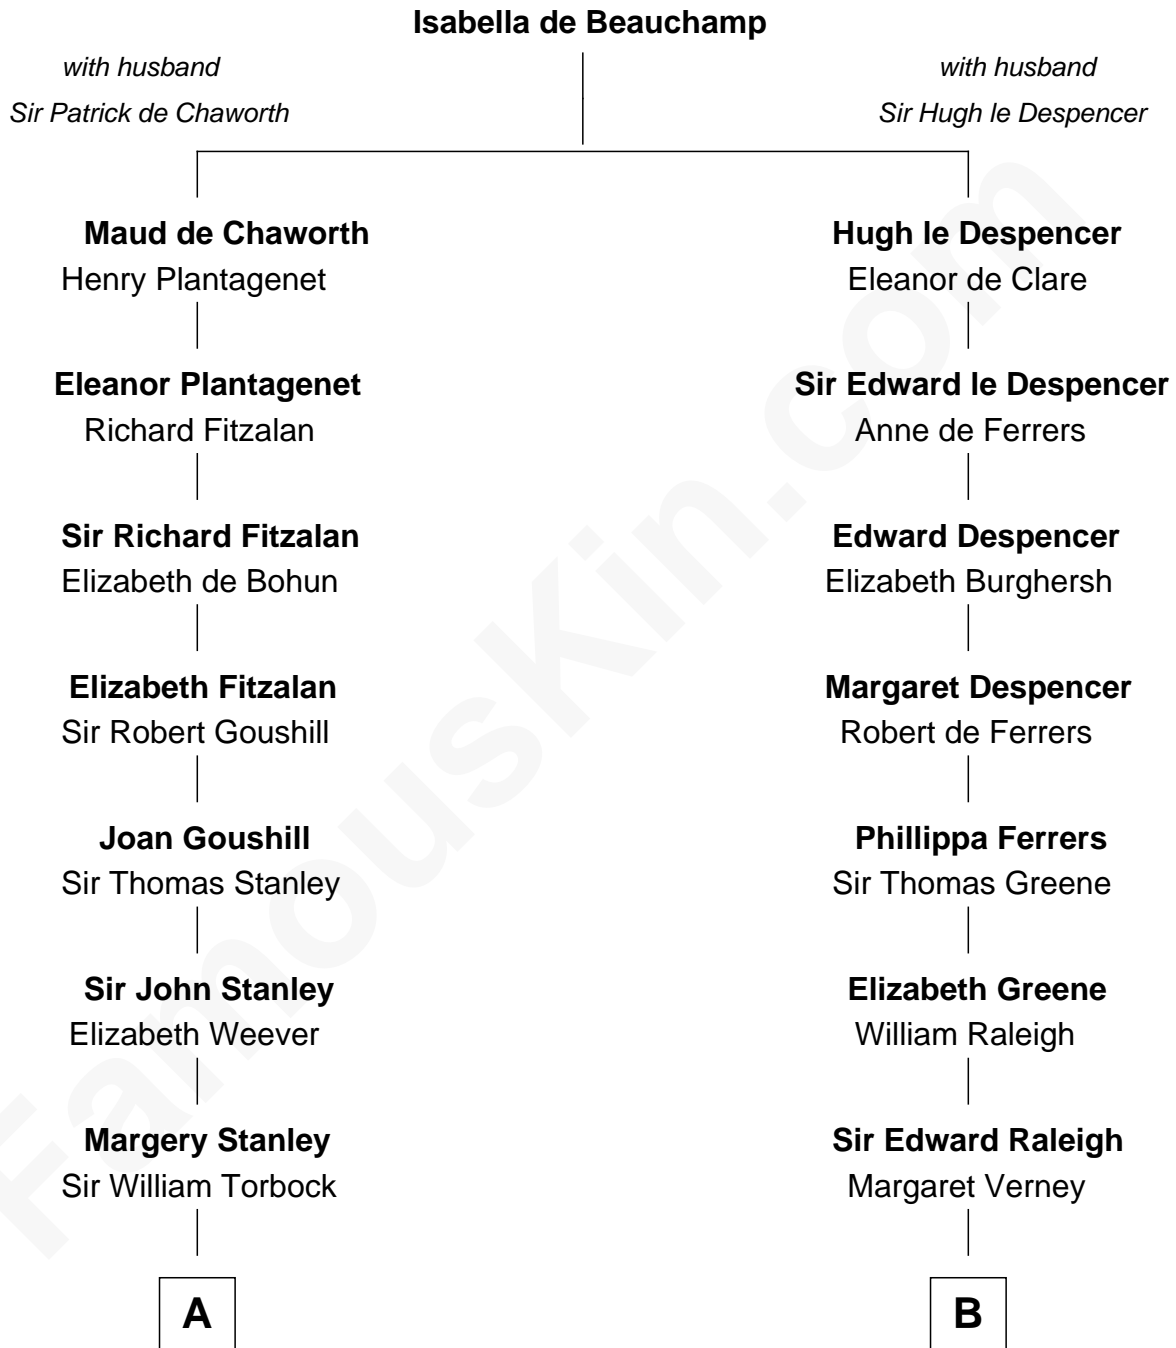 Isabella de Beauchamp
with husband
Sir Patrick de Chaworth
with husband
Sir Hugh le Despencer
Maud de Chaworth
Henry Plantagenet
Hugh le Despencer
Eleanor de Clare
Eleanor Plantagenet
Richard Fitzalan
Sir Edward le Despencer
Anne de Ferrers
Sir Richard Fitzalan
Elizabeth de Bohun
Edward Despencer
Elizabeth Burghersh
Elizabeth Fitzalan
Sir Robert Goushill
Margaret Despencer
Robert de Ferrers
Joan Goushill
Sir Thomas Stanley
Phillippa Ferrers
Sir Thomas Greene
Sir John Stanley
Elizabeth Weever
Elizabeth Greene
William Raleigh
Margery Stanley
Sir William Torbock
Sir Edward Raleigh
Margaret Verney
A
B
FamousKin.com